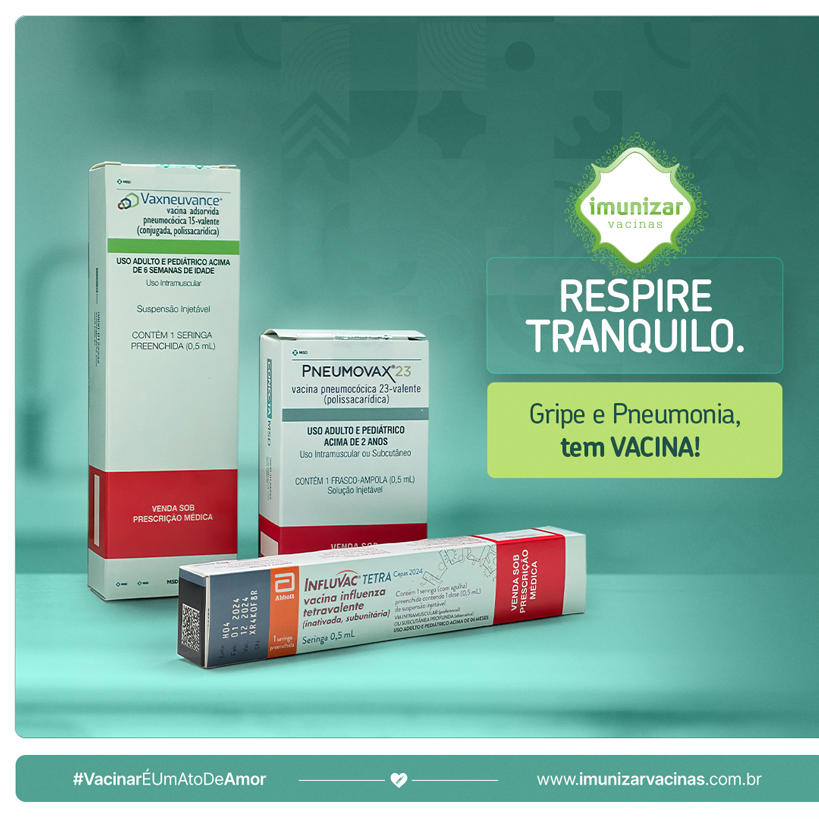 MSD
Vaxneuvance®
vacina adsorvida
pneumocócica 15-valente
(conjugada, polissacarídica)
USO ADULTO E PEDIÁTRICO ACIMA
DE 6 SEMANAS DE IDADE
Uso Intramuscular
Suspensão Injetável
CONTÉM 1 SERINGA
PREENCHIDA (0,5 mL)
VENDA SOB
PRESCRIÇÃO MÉDICA
MSD
MSD
PNEUMOVAX®23
vacina pneumocócica 23-valente
(polissacarídica)
USO ADULTO E PEDIÁTRICO
ACIMA DE 2 ANOS
Uso Intramuscular ou Subcutâneo
CONTÉM 1 FRASCO-AMPOLA (0,5 mL)
Solução Injetável
VENDA SOB
CONECTA MSD
H04
01 2024
12 2024
XR4K0F8R
Abbott
1 seringa
preenchida
INFLUVAC® TETRA Cepas 2024
vacina influenza
tetravalente
(inativada, subunitária)
Seringa 0,5 mL
Contém 1 seringa (com agulha)
preenchida contendo 1 dose (0,5 mL)
de suspensão injetável
VIA INTRAMUSCULAR (preferencial)
OU SUBCUTÂNEA PROFUNDA (alternativa)
USO ADULTO E PEDIÁTRICO ACIMA DE 06 MESES
VENDA SOB
PRESCRIÇÃO
MÉDICA
imunizar
vacinas
RESPIRE
TRANQUILO.
Gripe e Pneumonia,
tem VACINA!
#VacinarÉUmAtoDeAmor
www.imunizarvacinas.com.br